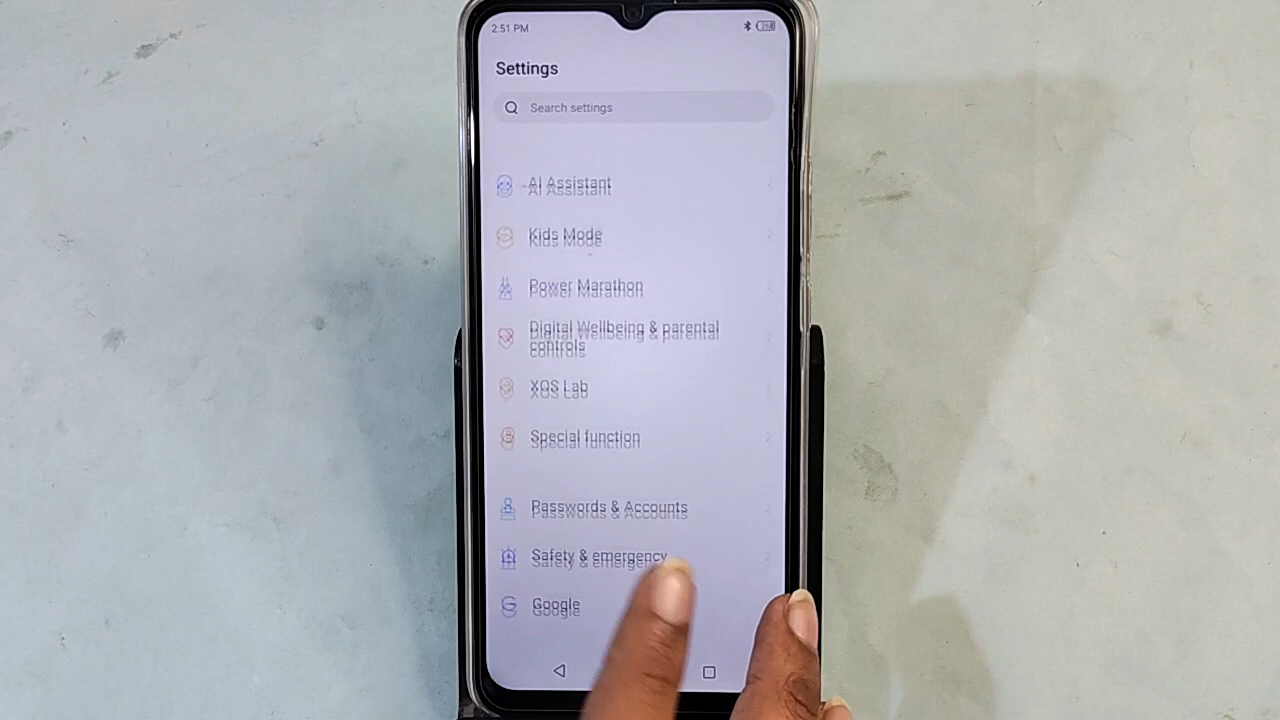 2:51 PM
Settings
Search settings
AI Assistant
Kids Mode
Power Marathon
Digital Wellbeing & parental
controls
XOS Lab
Special function
Passwords & Accounts
Safety & emergency
Google